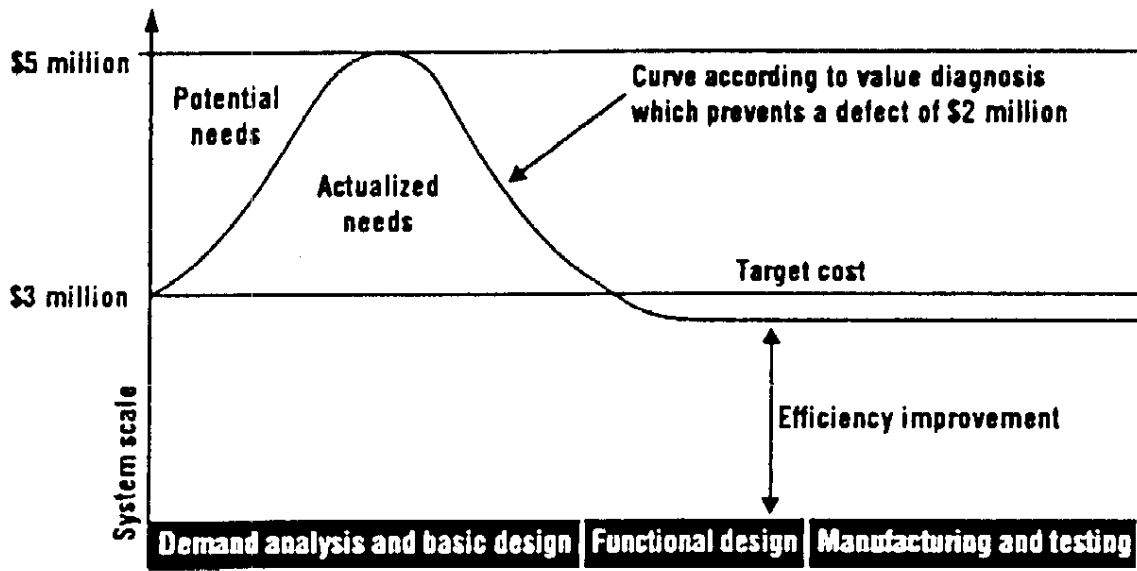 $5 million
Potential
needs
Curve according to value diagnosis
which prevents a defect of $2 million
Actualized
needs
Target cost
$3 million
Efficiency improvement
System scale
Demand analysis and basic design
Functional design
Manufacturing and testing